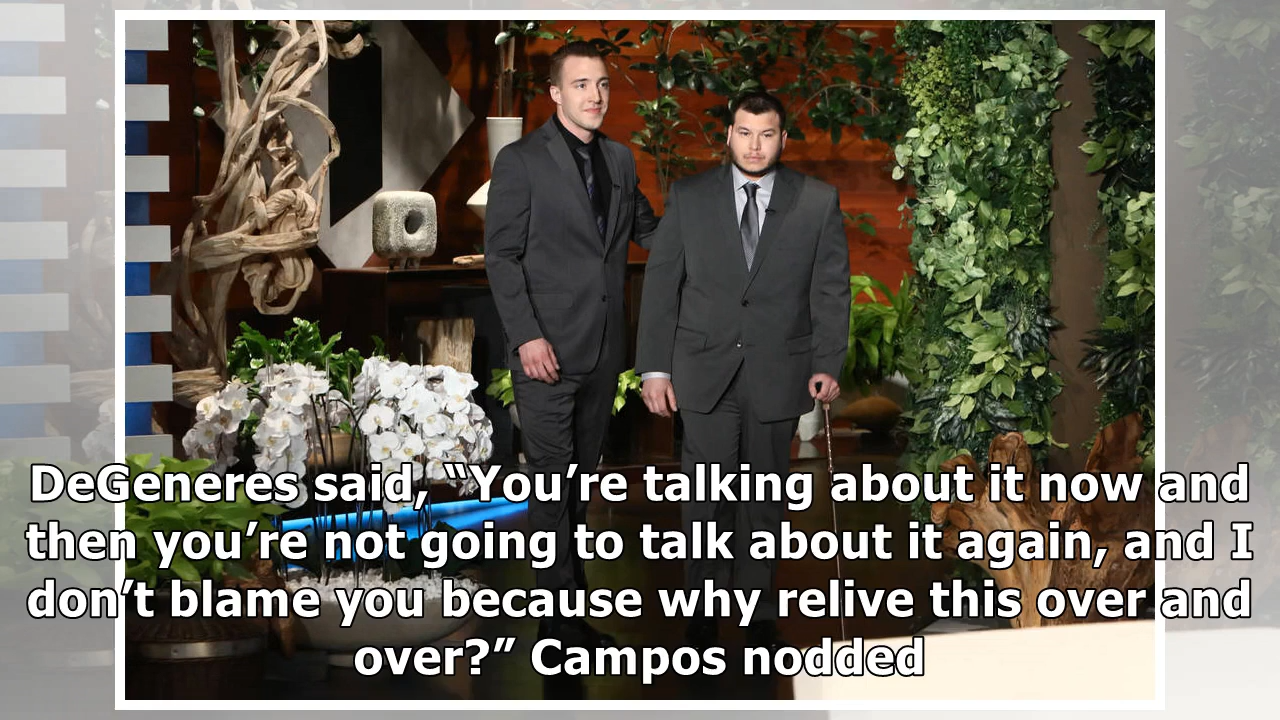 DeGeneres said, “You’re talking about it now and
then you’re not going to talk about it again, and I
don’t blame you because why relive this over and
over?” Campos nodded